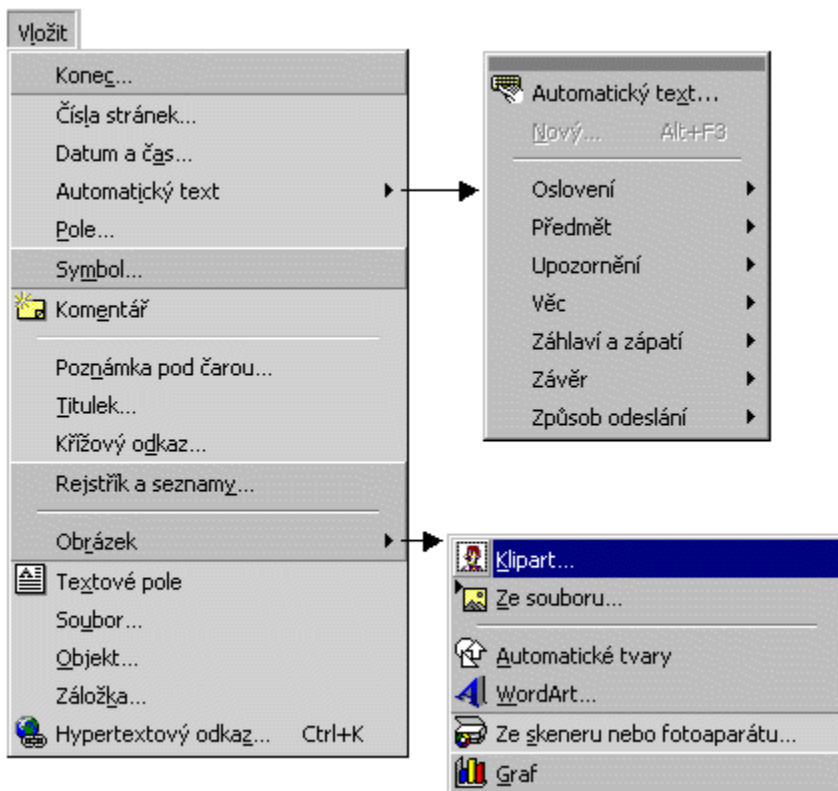 Vložit
Konec...
Čísla stránek...
Datum a čas...
Automatický text
Pole...
Symbol...
Komentář
Poznámka pod čarou...
Titulek...
Křížový odkaz...
Rejstřík a seznamy...
Obrázek
Textové pole
Soubor...
Objekt...
Záložka...
Hypertextový odkaz... Ctrl+K
Automatický text...
Nový... Alt+F3
Oslovení
Předmět
Upozornění
Věc
Záhlaví a zápatí
Závěr
Způsob odeslání
Klipart...
Ze souboru...
Automatické tvary
WordArt...
Ze skeneru nebo fotoaparátu...
Graf